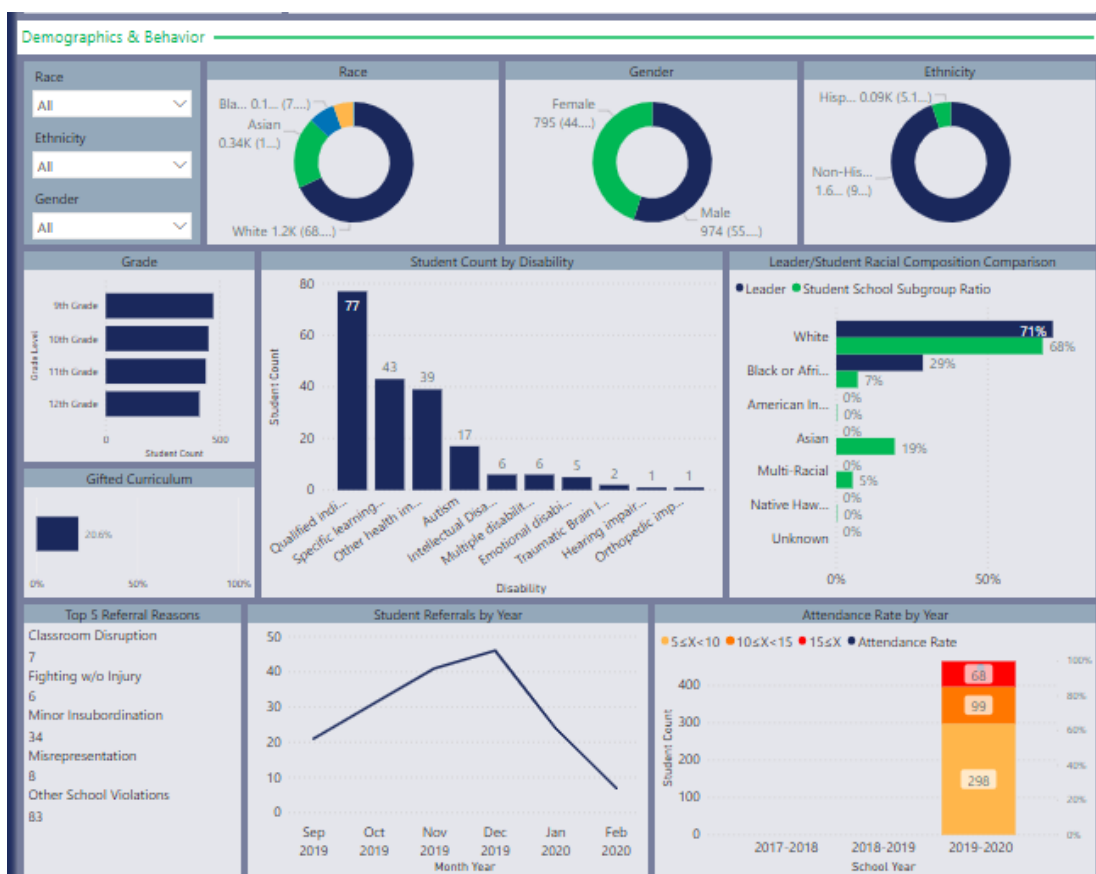 Demographics & Behavior
Race
All
Ethnicity
All
Gender
All
Race
Bla... 0.1... (7....)
Asian
0.34K (1...)
White 1.2K (68....)
Gender
Female
795 (44....)
Male
974 (55....)
Ethnicity
Hisp... 0.09K (5.1...)
Non-His...
1.6... (9...)
Grade
Grade Level
9th Grade
10th Grade
11th Grade
12th Grade
0 500
Student Count
Gifted Curriculum
20.6%
0% 50% 100%
Student Count by Disability
Student Count
80
60
40
20
0
77
43
39
17
6
6
5
2
1
1
Qualified indi...
Specific learning...
Other health im...
Autism
Intellectual Disa...
Multiple disabilit...
Emotional disabi...
Traumatic Brain I...
Hearing impair...
Orthopedic imp...
Disability
Leader/Student Racial Composition Comparison
Leader Student School Subgroup Ratio
White 71%
68%
Black or Afri... 29%
7%
American In... 0%
0%
Asian 0%
19%
Multi-Racial 0%
5%
Native Haw... 0%
0%
Unknown 0%
0% 50%
Top 5 Referral Reasons
Classroom Disruption
7
Fighting w/o Injury
6
Minor Insubordination
34
Misrepresentation
8
Other School Violations
83
Student Referrals by Year
50
40
30
20
10
0
Sep Oct Nov Dec Jan Feb
2019 2019 2019 2019 2020 2020
Month Year
Attendance Rate by Year
5≤X<10 10≤X<15 15≤X Attendance Rate
Student Count
400
300
200
100
0
68
99
298
100%
80%
60%
40%
20%
0%
2017-2018 2018-2019 2019-2020
School Year